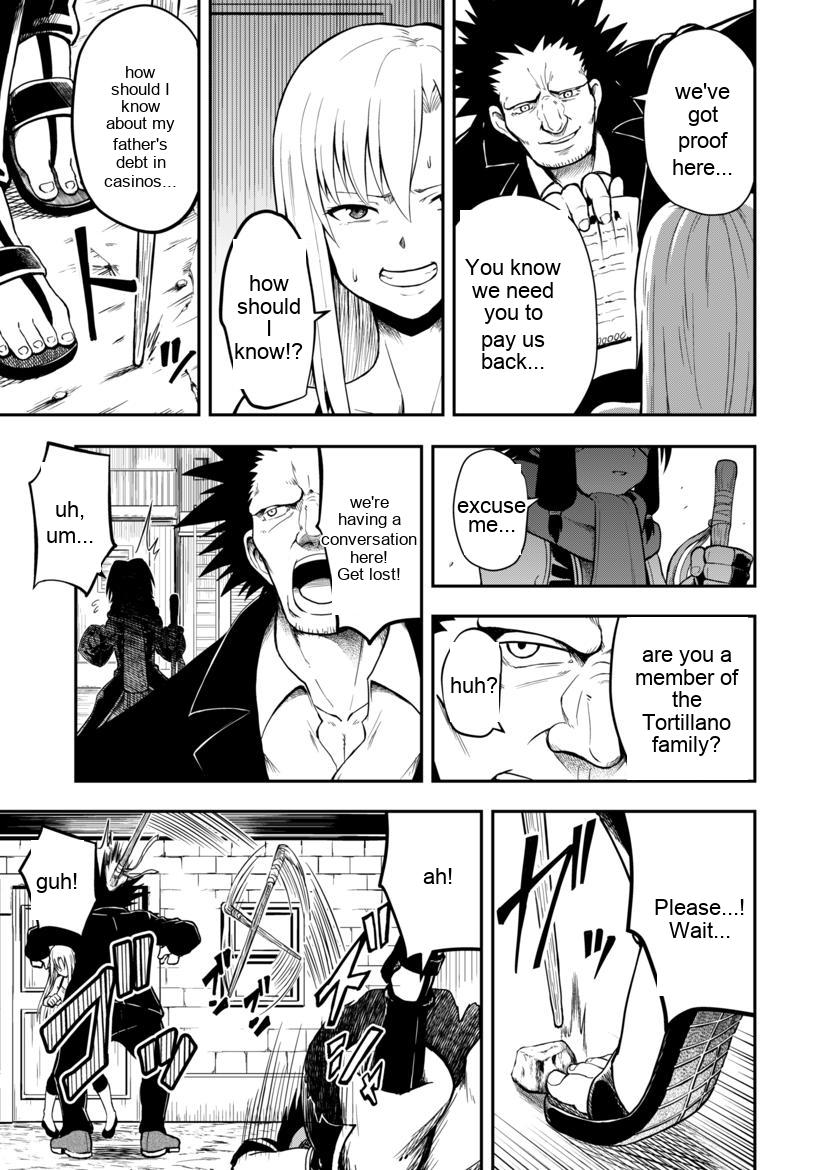 we've
got
proof
here...
You know
we need
you to
pay us
back...
how
should
I
know!?
how
should I
know
about my
father's
debt in
casinos...
ト
ッ
excuse
me...
are you a
member of
the
Tortillano
family?
huh?
we're
having a
conversation
here!
Get lost!
uh,
um...
Please...!
Wait...
ah!
guh!